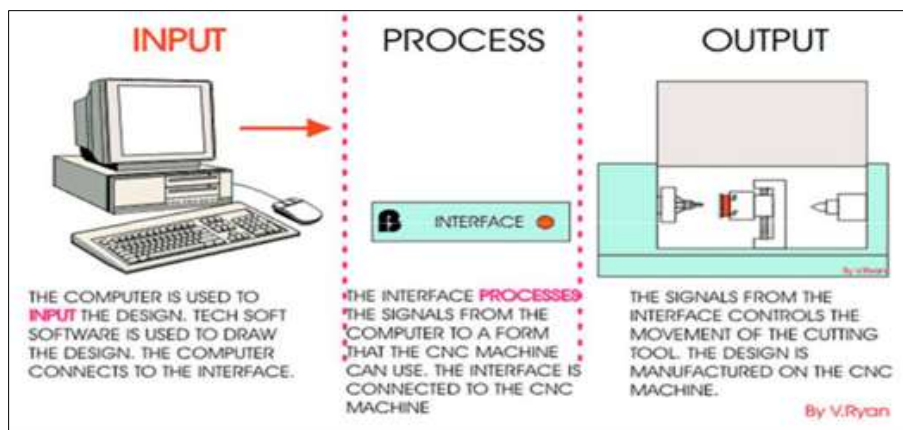 INPUT
PROCESS
OUTPUT
B INTERFACE
By V.Ryan
THE COMPUTER IS USED TO
INPUT THE DESIGN. TECH SOFT
SOFTWARE IS USED TO DRAW
THE DESIGN. THE COMPUTER
CONNECTS TO THE INTERFACE.
THE INTERFACE PROCESSES
THE SIGNALS FROM THE
COMPUTER TO A FORM
THAT THE CNC MACHINE
CAN USE. THE INTERFACE IS
CONNECTED TO THE CNC
MACHINE
THE SIGNALS FROM THE
INTERFACE CONTROLS THE
MOVEMENT OF THE CUTTING
TOOL. THE DESIGN IS
MANUFACTURED ON THE CNC
MACHINE.
By V.Ryan